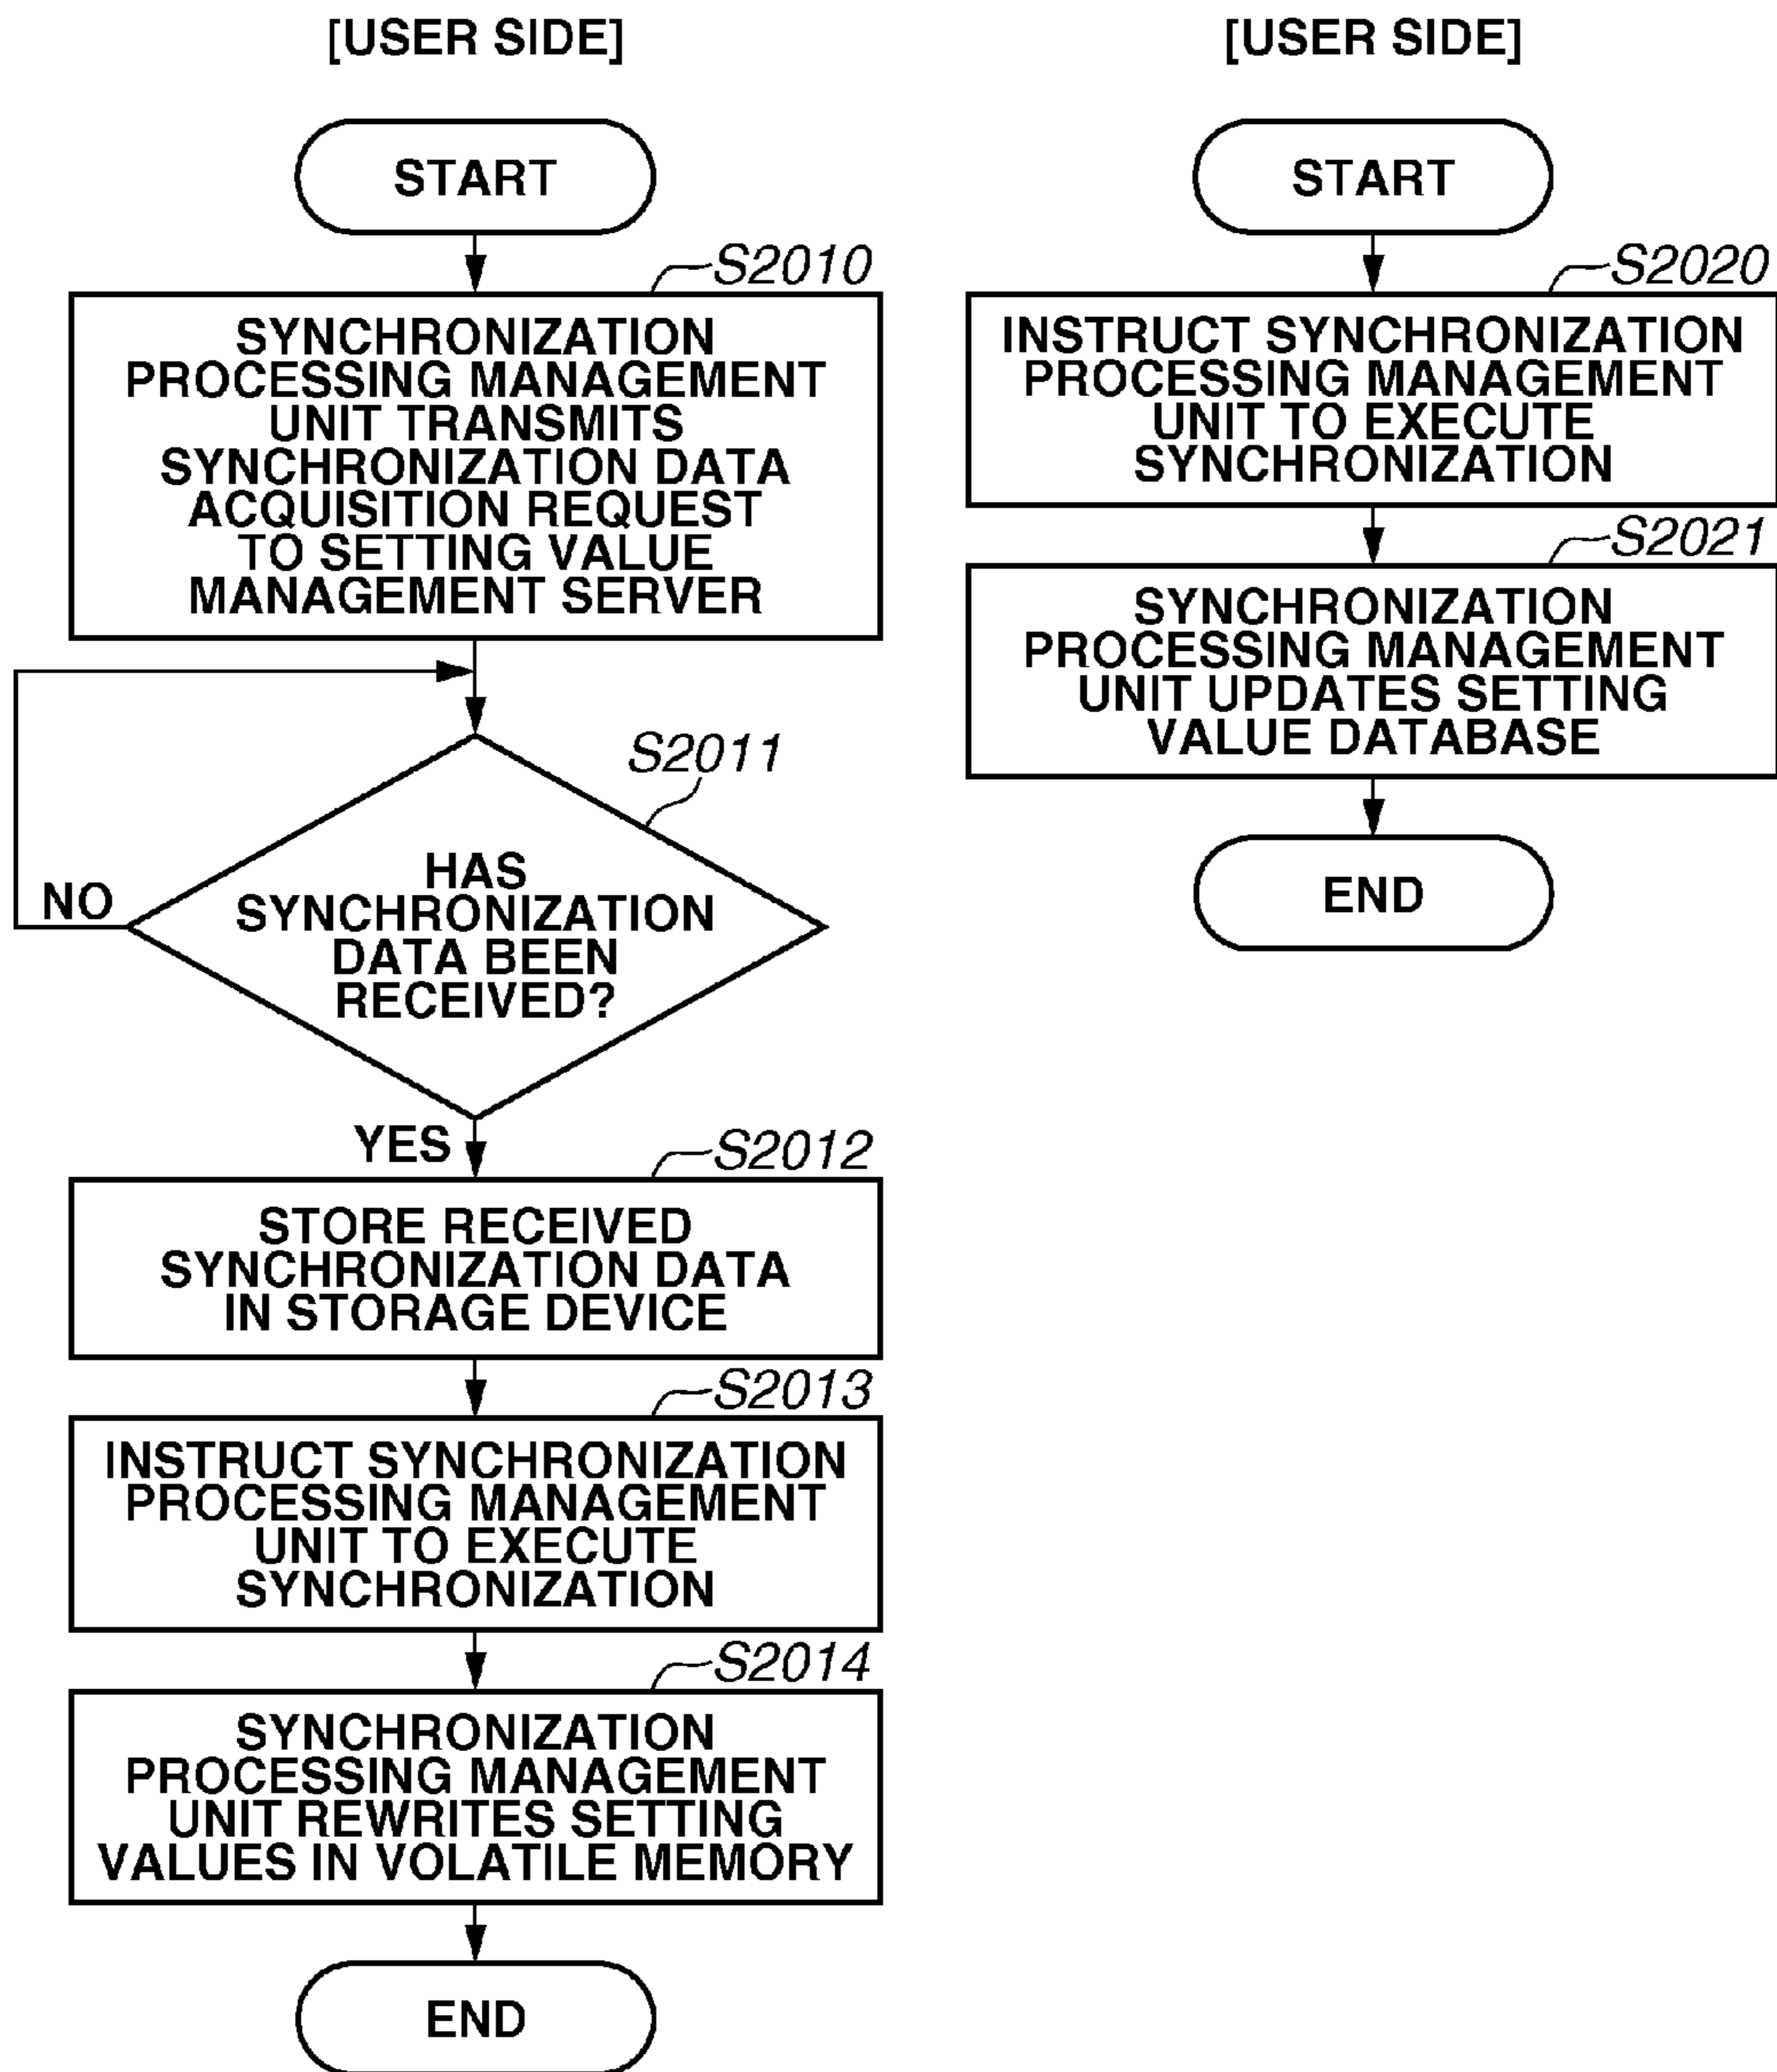 [USER SIDE]
START
S2010
SYNCHRONIZATION
PROCESSING MANAGEMENT
UNIT TRANSMITS
SYNCHRONIZATION DATA
ACQUISITION REQUEST
TO SETTING VALUE
MANAGEMENT SERVER
S2011
HAS
SYNCHRONIZATION
DATA BEEN
RECEIVED?
NO
YES
S2012
STORE RECEIVED
SYNCHRONIZATION DATA
IN STORAGE DEVICE
S2013
INSTRUCT SYNCHRONIZATION
PROCESSING MANAGEMENT
UNIT TO EXECUTE
SYNCHRONIZATION
S2014
SYNCHRONIZATION
PROCESSING MANAGEMENT
UNIT REWRITES SETTING
VALUES IN VOLATILE MEMORY
END
[USER SIDE]
START
S2020
INSTRUCT SYNCHRONIZATION
PROCESSING MANAGEMENT
UNIT TO EXECUTE
SYNCHRONIZATION
S2021
SYNCHRONIZATION
PROCESSING MANAGEMENT
UNIT UPDATES SETTING
VALUE DATABASE
END